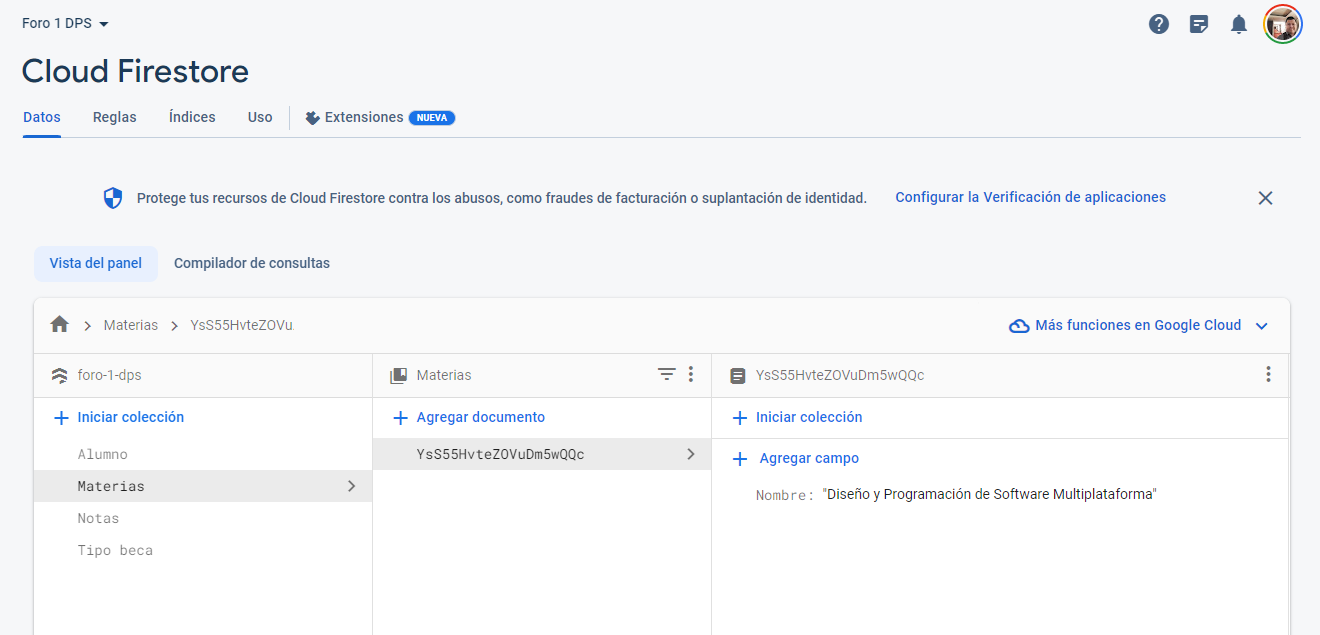 Foro 1 DPS
Cloud Firestore
Datos Reglas Índices Uso Extensiones NUEVA
Protege tus recursos de Cloud Firestore contra los abusos, como fraudes de facturación o suplantación de identidad. Configurar la Verificación de aplicaciones
Vista del panel Compilador de consultas
Materias YsS55HvteZOVu. Más funciones en Google Cloud
foro-1-dps Materias YsS55HvteZOVuDm5wQQc
Iniciar colección Agregar documento Iniciar colección
Alumno YsS55HvteZOVuDm5wQQc Agregar campo
Materias Nombre: "Diseño y Programación de Software Multiplataforma"
Notas
Tipo beca